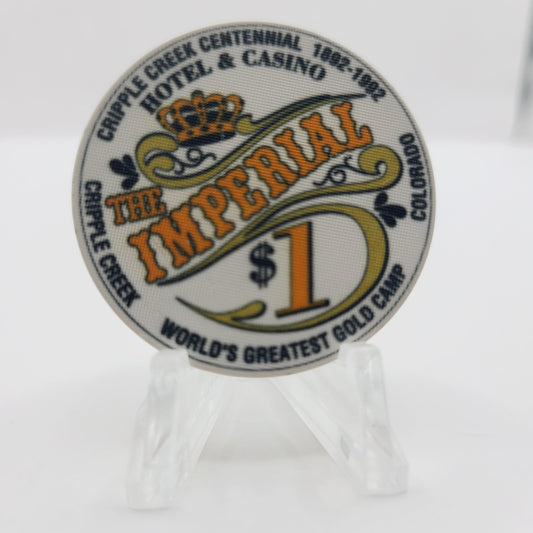 CRIPPLE CREEK CENTENNIAL 1892-1992
HOTEL & CASINO
THE
IMPERIAL
$1
CRIPPLE CREEK
COLORADO
WORLD'S GREATEST GOLD CAMP